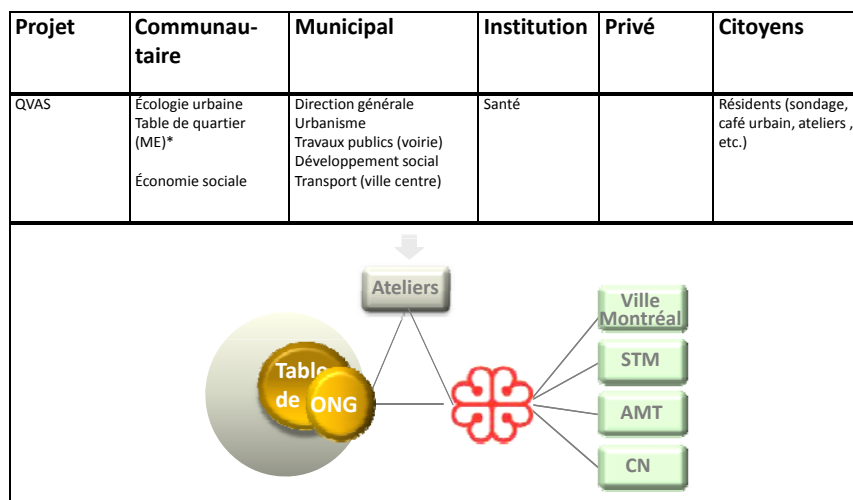 Projet
Communau-
taire
Municipal
Institution
Privé
Citoyens
QVAS
Écologie urbaine
Table de quartier
(ME)*
Économie sociale
Direction générale
Urbanisme
Travaux publics (voirie)
Développement social
Transport (ville centre)
Santé
Résidents (sondage,
café urbain, ateliers ,
etc.)
Ateliers
Table
de
ONG
Ville
Montréal
STM
AMT
CN